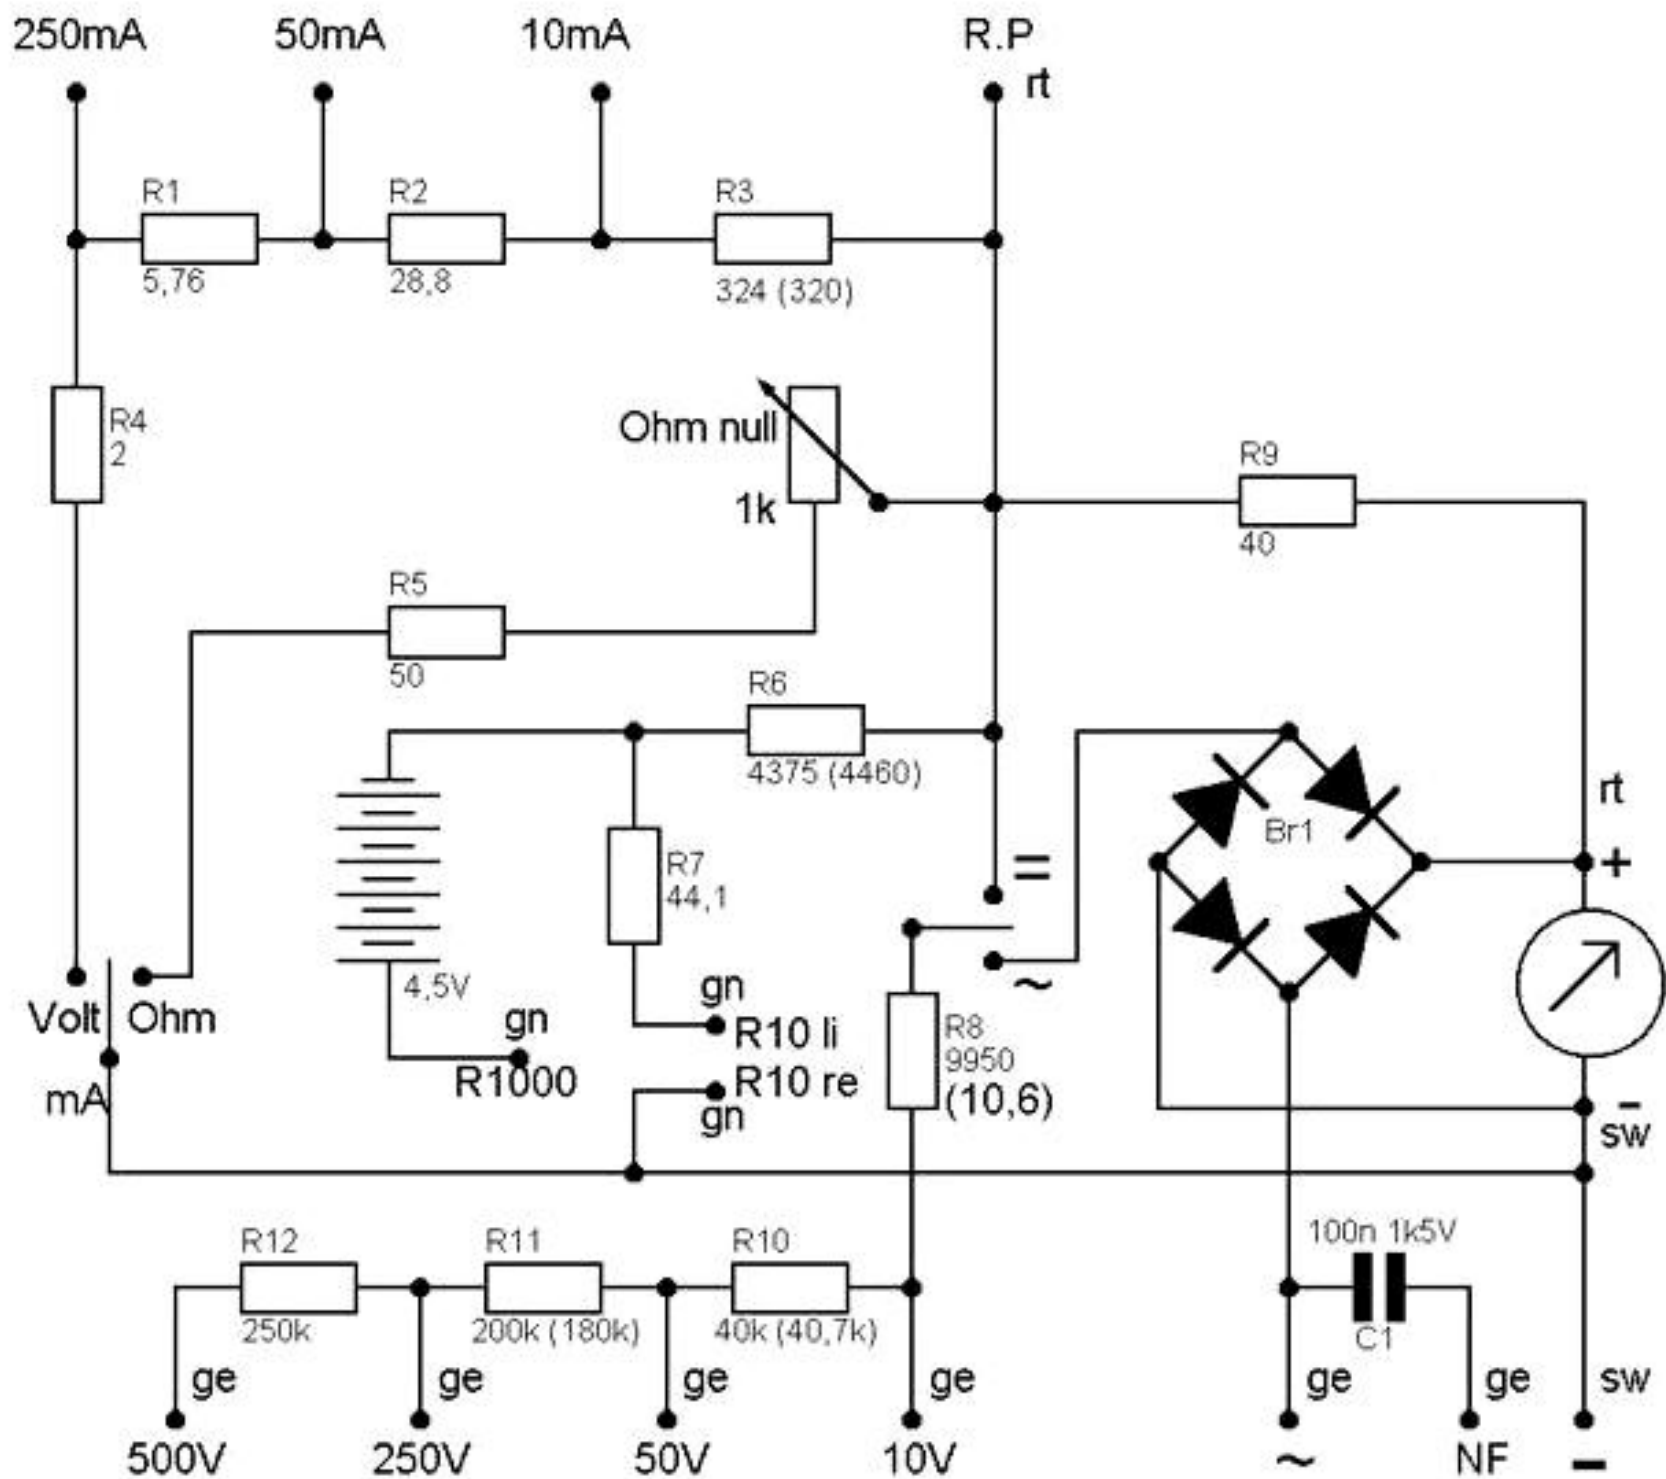 250mA 50mA 10mA R.P
rt
R1 R2 R3
5,76 28,8 324 (320)
R4
2
Ohm null
1k
R9
40
R5
50
R6
4375 (4460)
rt
+
Br1
=
R7
44,1
4,5V
~
Volt Ohm
mA
gn
R1000
gn
R10 li
R10 re
gn
R8
9950
(10,6)
-
sw
R12 R11 R10
250k 200k (180k) 40k (40,7k)
100n 1k5V
C1
ge ge ge ge ge ge sw
500V 250V 50V 10V ~ NF -